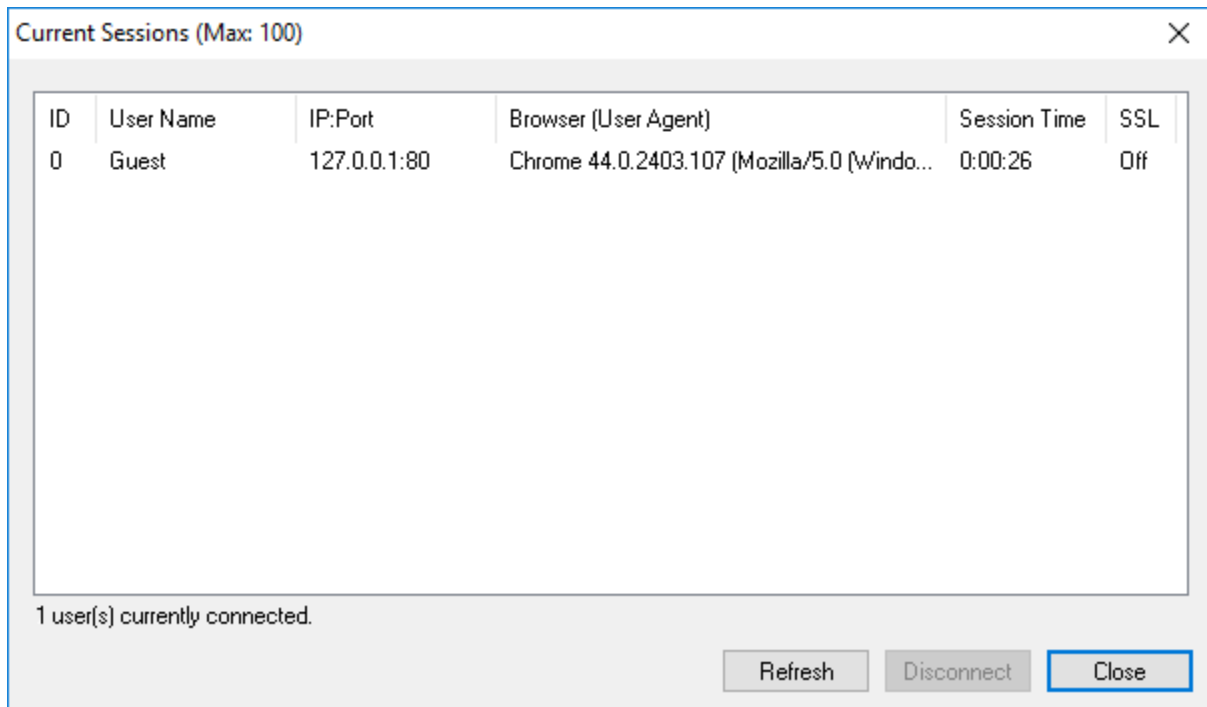 Current Sessions (Max: 100)
ID User Name IP:Port Browser (User Agent) Session Time SSL
0 Guest 127.0.0.1:80 Chrome 44.0.2403.107 (Mozilla/5.0 (Windo... 0:00:26 Off
1 user(s) currently connected.
Refresh Disconnect Close